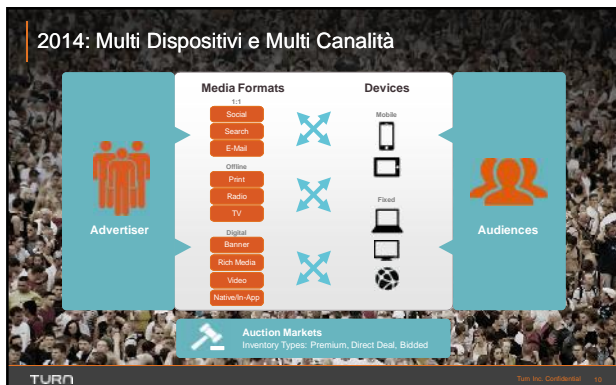 2014: Multi Dispositivi e Multi Canalità
Advertiser
Media Formats
1:1
Social
Search
E-Mail
Offline
Print
Radio
TV
Digital
Banner
Rich Media
Video
Native/In-App
Devices
Mobile
Fixed
Audiences
Auction Markets
Inventory Types: Premium, Direct Deal, Bidded
TURN
Turn Inc. Confidential 10